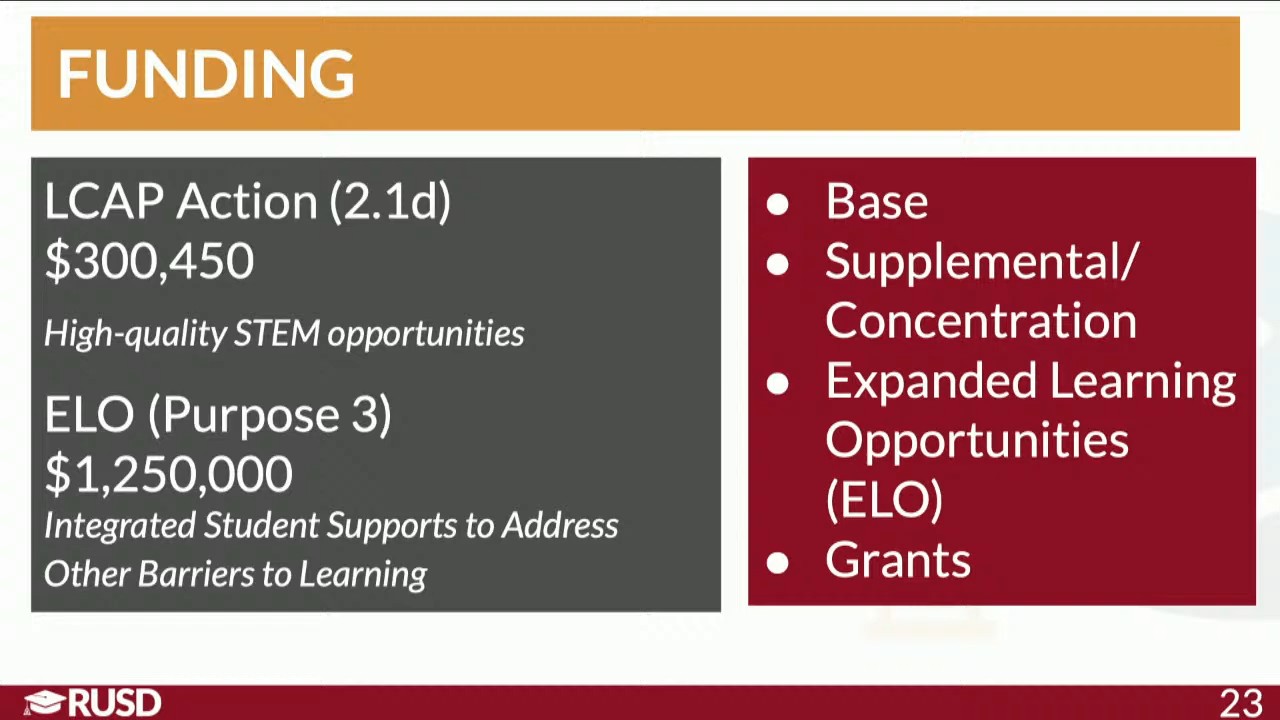 FUNDING
LCAP Action (2.1d)
$300,450
High-quality STEM opportunities
ELO (Purpose 3)
$1,250,000
Integrated Student Supports to Address
Other Barriers to Learning
● Base
● Supplemental/
Concentration
● Expanded Learning
Opportunities
(ELO)
● Grants
RUSD
23